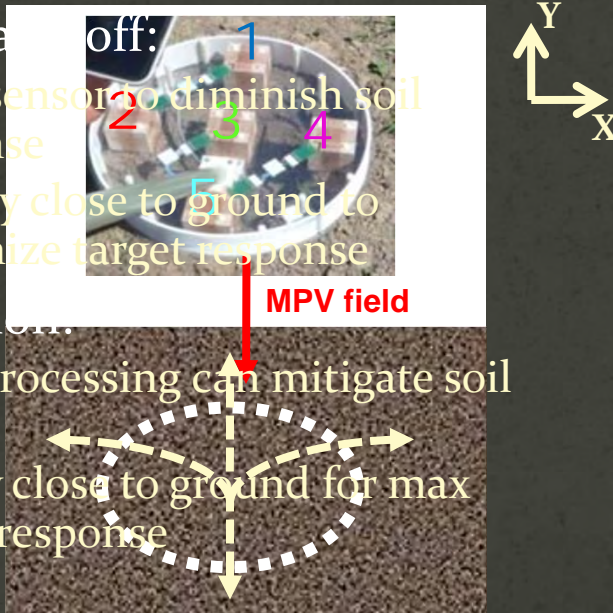 Y
X
off:
1
sensor to diminish soil
2
3
4
nse
5
y close to ground to
nize target response
MPV field
rocessing can mitigate soil
close to ground for max
response